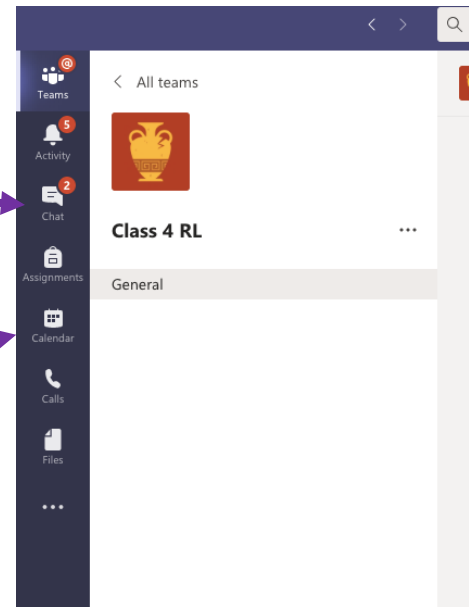 @
Teams
5
Activity
2
Chat
Assignments
Calendar
Calls
Files
All teams
Class 4 RL
General